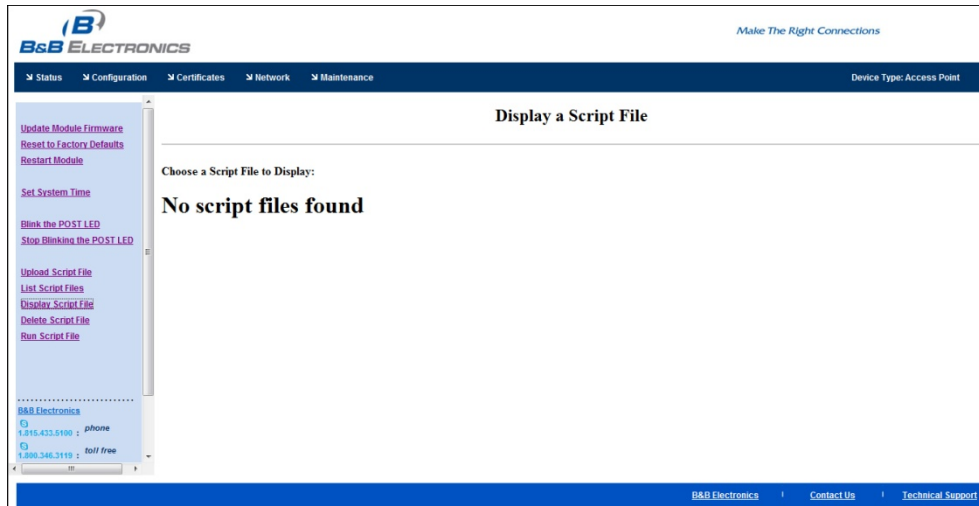 B&B ELECTRONICS
Make The Right Connections
Status Configuration Certificates Network Maintenance Device Type: Access Point
Update Module Firmware
Reset to Factory Defaults
Restart Module
Set System Time
Blink the POST LED
Stop Blinking the POST LED
Upload Script File
List Script Files
Display Script File
Delete Script File
Run Script File
B&B Electronics
1.815.433.5100 : phone
1.800.346.3119 : toll free
Display a Script File
Choose a Script File to Display:
No script files found
B&B Electronics | Contact Us | Technical Support